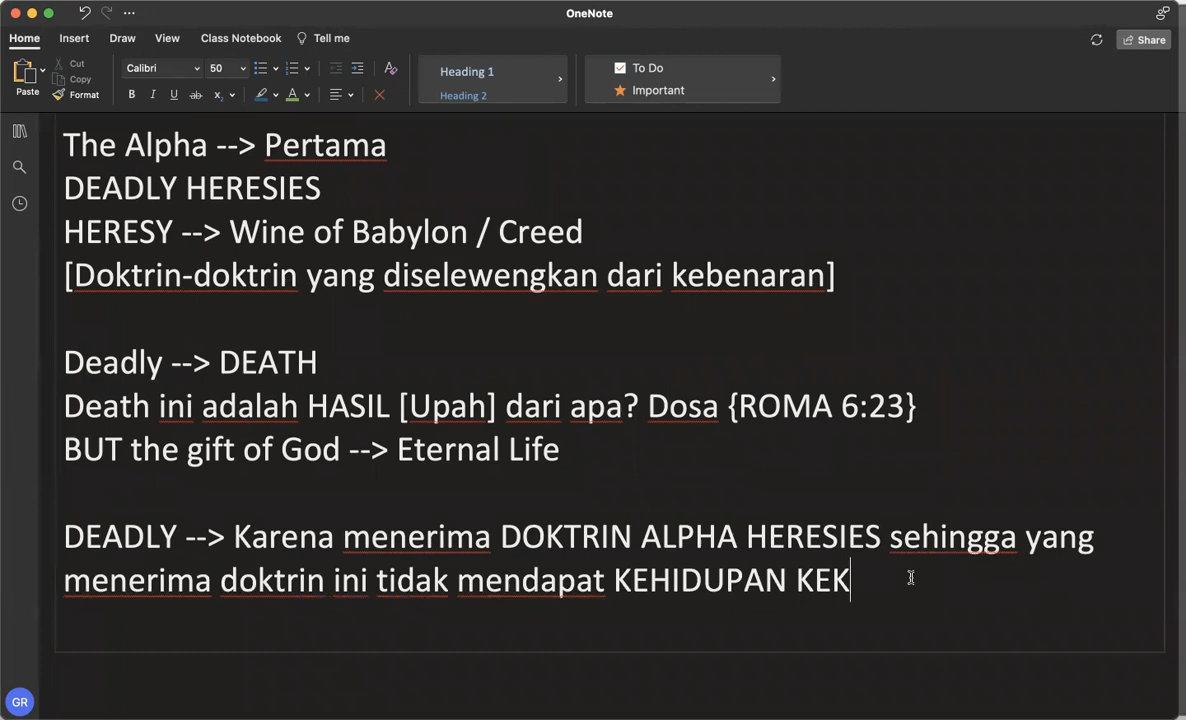 OneNote
Home Insert Draw View Class Notebook Tell me
Share
Paste
Cut
Copy
Format
Calibri 50
Heading 1
Heading 2
To Do
Important
The Alpha --> Pertama
DEADLY HERESIES
HERESY --> Wine of Babylon / Creed
[Doktrin-doktrin yang diselewengkan dari kebenaran]
Deadly --> DEATH
Death ini adalah HASIL [Upah] dari apa? Dosa {ROMA 6:23}
BUT the gift of God --> Eternal Life
DEADLY --> Karena menerima DOKTRIN ALPHA HERESIES sehingga yang
menerima doktrin ini tidak mendapat KEHIDUPAN KEK
GR